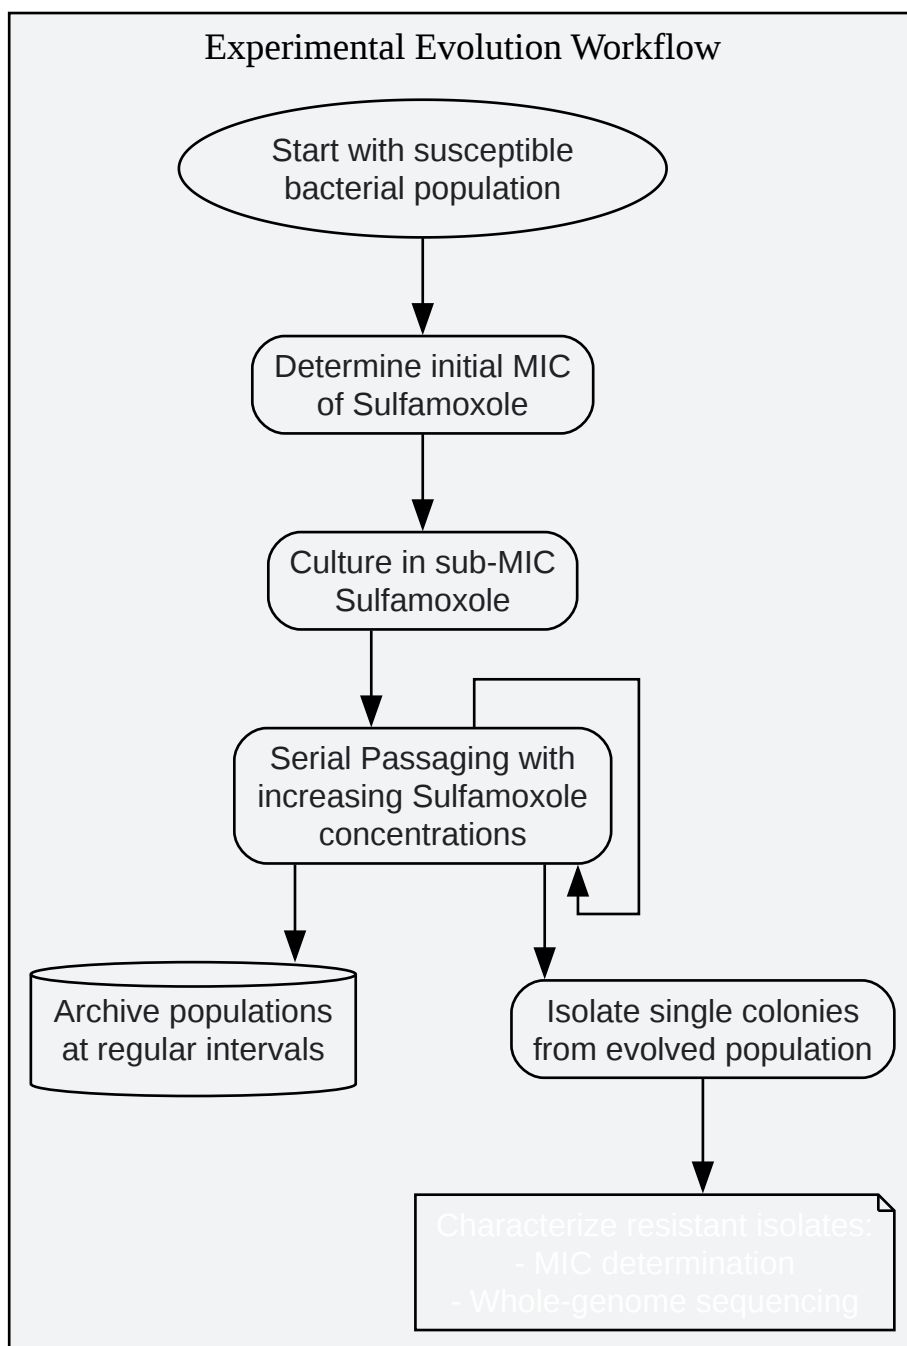 Experimental Evolution Workflow
Start with susceptible
bacterial population
Determine initial MIC
of Sulfamoxole
Culture in sub-MIC
Sulfamoxole
Serial Passaging with
increasing Sulfamoxole
concentrations
Archive populations
at regular intervals
Isolate single colonies
from evolved population
Characterize resistant isolates:
- MIC determination
- Whole-genome sequencing